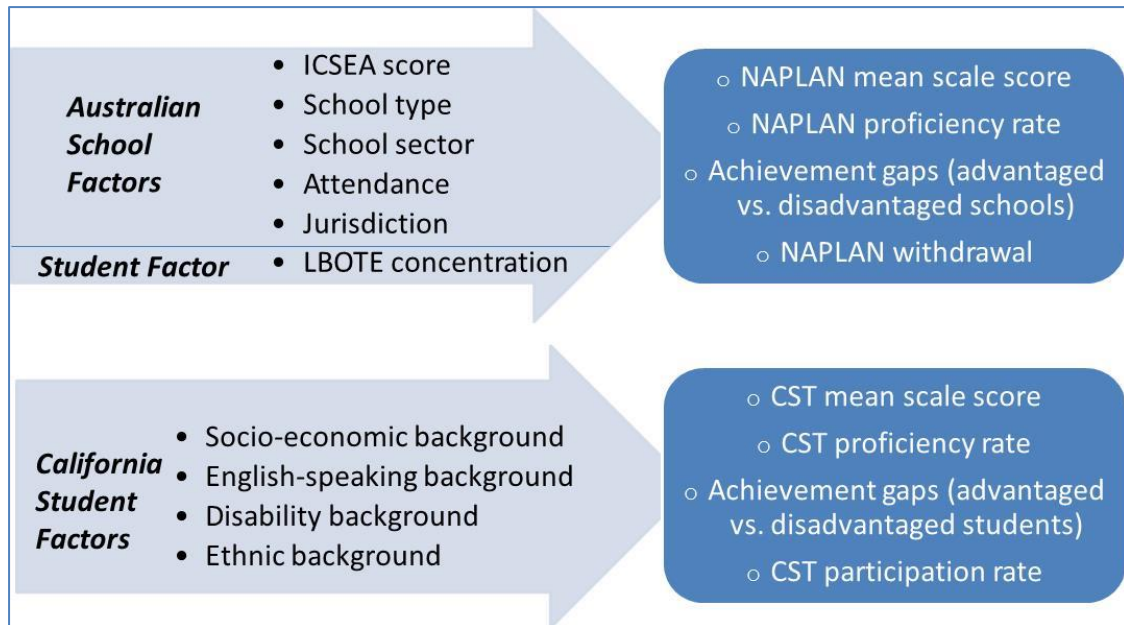 Australian
School
Factors
• ICSEA score
• School type
• School sector
• Attendance
• Jurisdiction
Student Factor
• LBOTE concentration
○ NAPLAN mean scale score
○ NAPLAN proficiency rate
○ Achievement gaps (advantaged
vs. disadvantaged schools)
○ NAPLAN withdrawal
California
Student
Factors
• Socio-economic background
• English-speaking background
• Disability background
• Ethnic background
○ CST mean scale score
○ CST proficiency rate
○ Achievement gaps (advantaged
vs. disadvantaged students)
○ CST participation rate